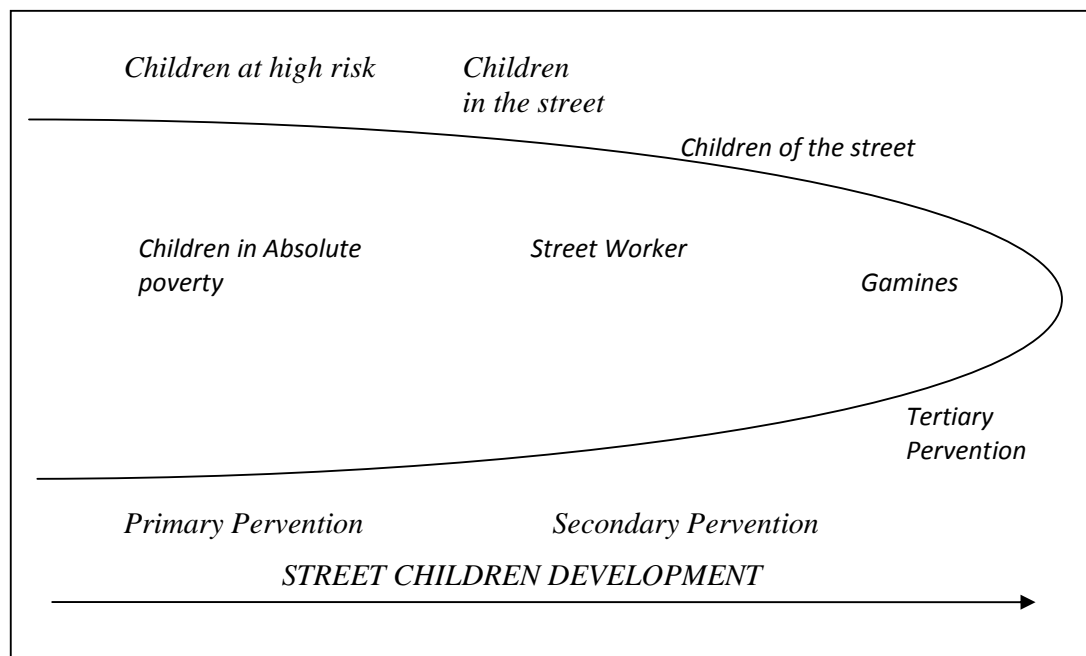 Children at high risk
Children
in the street
Children of the street
Children in Absolute
poverty
Street Worker
Gamines
Tertiary
Pervention
Primary Pervention
Secondary Pervention
STREET CHILDREN DEVELOPMENT